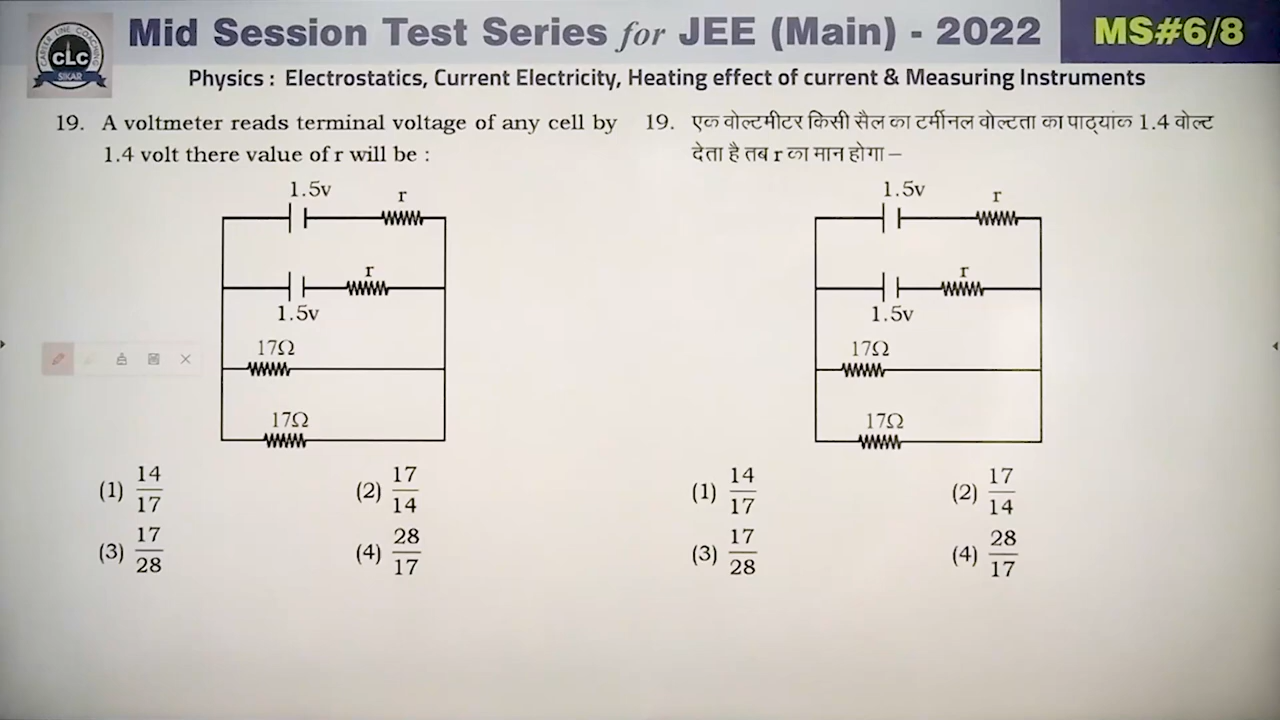 Mid Session Test Series for JEE (Main) - 2022
MS#6/8
CAREER LINE COACHING
CLC
SIKAR
Physics : Electrostatics, Current Electricity, Heating effect of current & Measuring Instruments
19. A voltmeter reads terminal voltage of any cell by
1.4 volt there value of r will be :
1.5v
r
r
1.5v
17Ω
17Ω
(1) 14/17
(2) 17/14
(3) 17/28
(4) 28/17
19. एक वोल्टमीटर किसी सैल का टर्मीनल वोल्टता का पाठ्यांक 1.4 वोल्ट
देता है तब r का मान होगा –
1.5v
r
r
1.5v
17Ω
17Ω
(1) 14/17
(2) 17/14
(3) 17/28
(4) 28/17